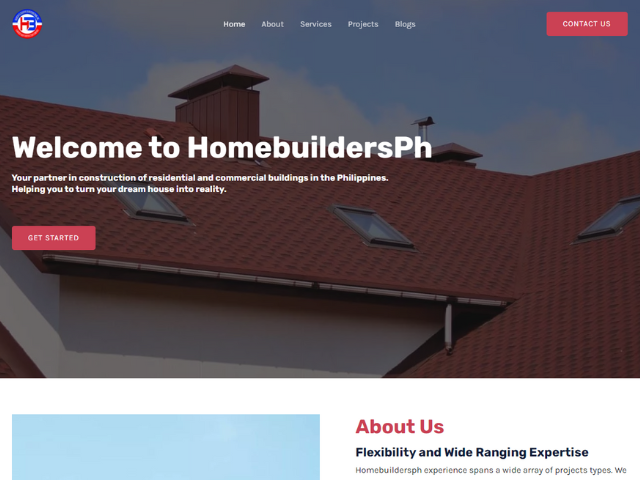 HB
Home
About
Services
Projects
Blogs
CONTACT US
Welcome to HomebuildersPh
Your partner in construction of residential and commercial buildings in the Philippines.
Helping you to turn your dream house into reality.
GET STARTED
About Us
Flexibility and Wide Ranging Expertise
Homebuildersph experience spans a wide array of projects types. We